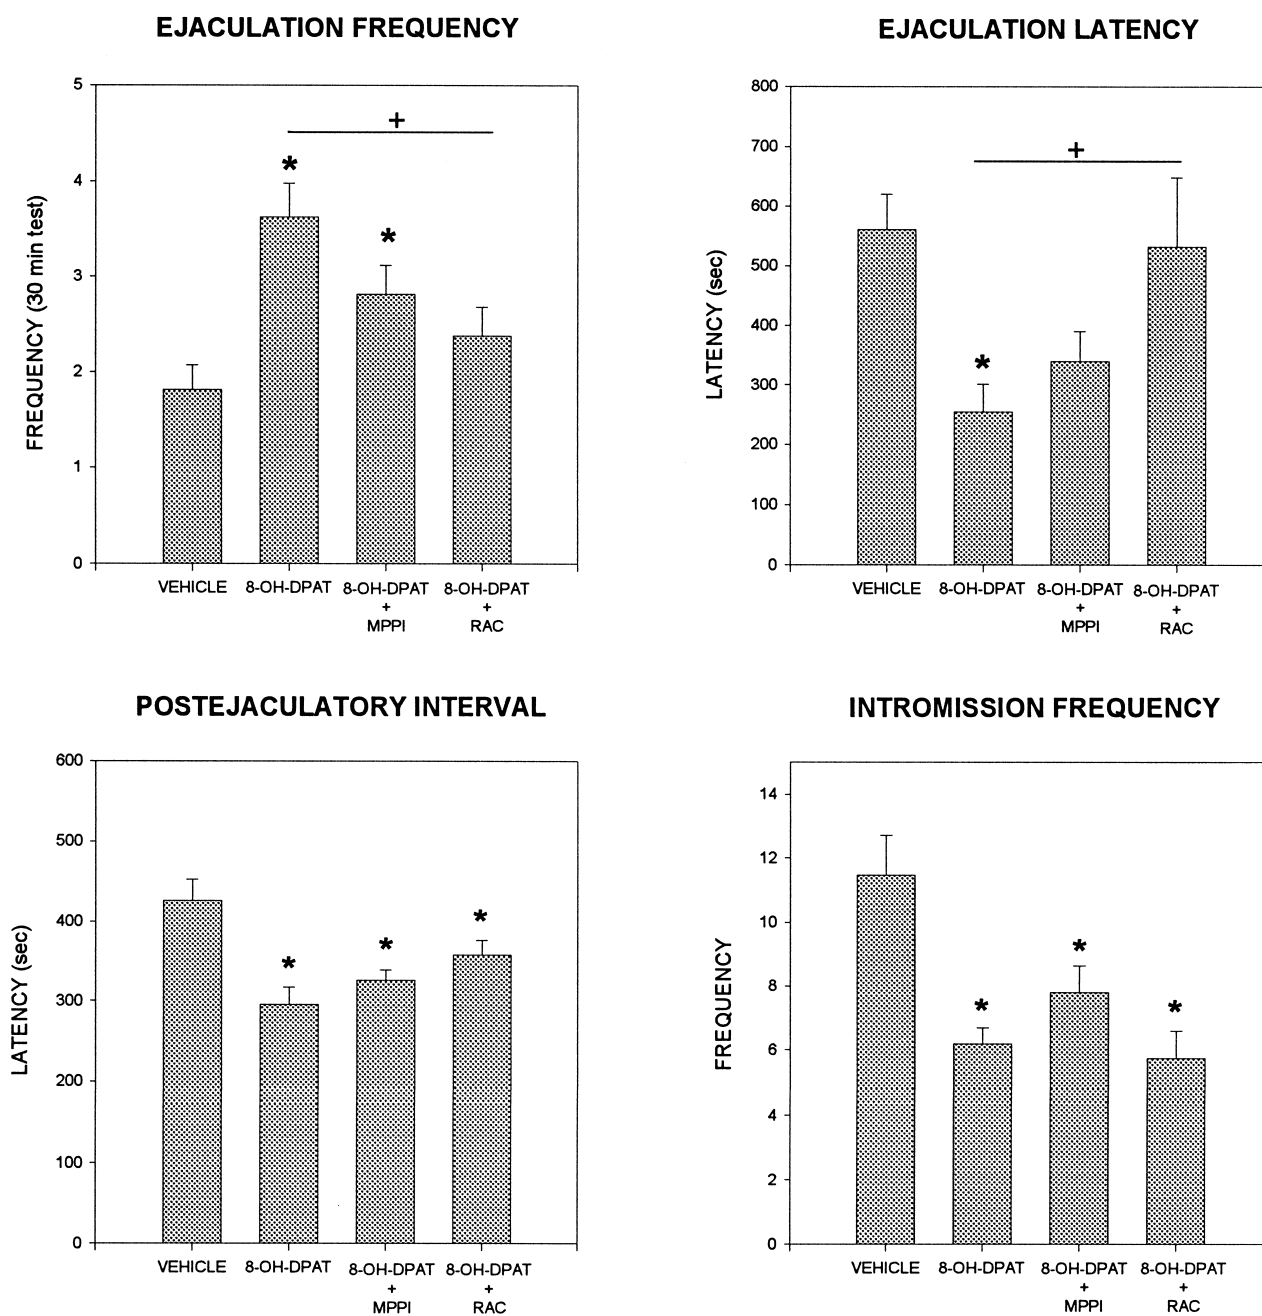 EJACULATION FREQUENCY
FREQUENCY (30 min test)
5
4
3
2
1
0
+
*
*
VEHICLE
8-OH-DPAT
8-OH-DPAT
+
MPPI
8-OH-DPAT
+
RAC
EJACULATION LATENCY
LATENCY (sec)
800
700
600
500
400
300
200
100
0
+
*
VEHICLE
8-OH-DPAT
8-OH-DPAT
+
MPPI
8-OH-DPAT
+
RAC
POSTEJACULATORY INTERVAL
LATENCY (sec)
600
500
400
300
200
100
0
*
*
*
VEHICLE
8-OH-DPAT
8-OH-DPAT
+
MPPI
8-OH-DPAT
+
RAC
INTROMISSION FREQUENCY
FREQUENCY
14
12
10
8
6
4
2
0
*
*
*
VEHICLE
8-OH-DPAT
8-OH-DPAT
+
MPPI
8-OH-DPAT
+
RAC